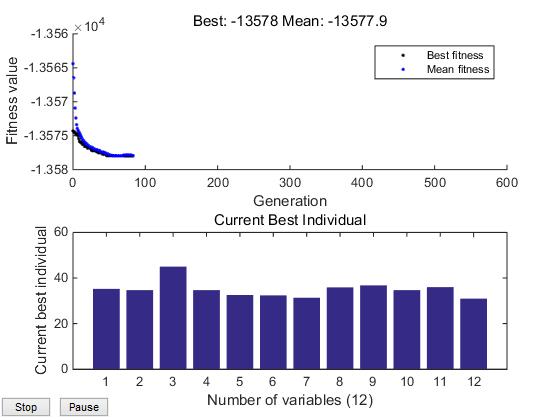 Best: -13578 Mean: -13577.9
×10⁴
-1.356
-1.3565
-1.357
-1.3575
-1.358
Fitness value
Best fitness
Mean fitness
0 100 200 300 400 500 600
Generation
Current Best Individual
60
40
20
0
Current best individual
1 2 3 4 5 6 7 8 9 10 11 12
Number of variables (12)
Stop Pause